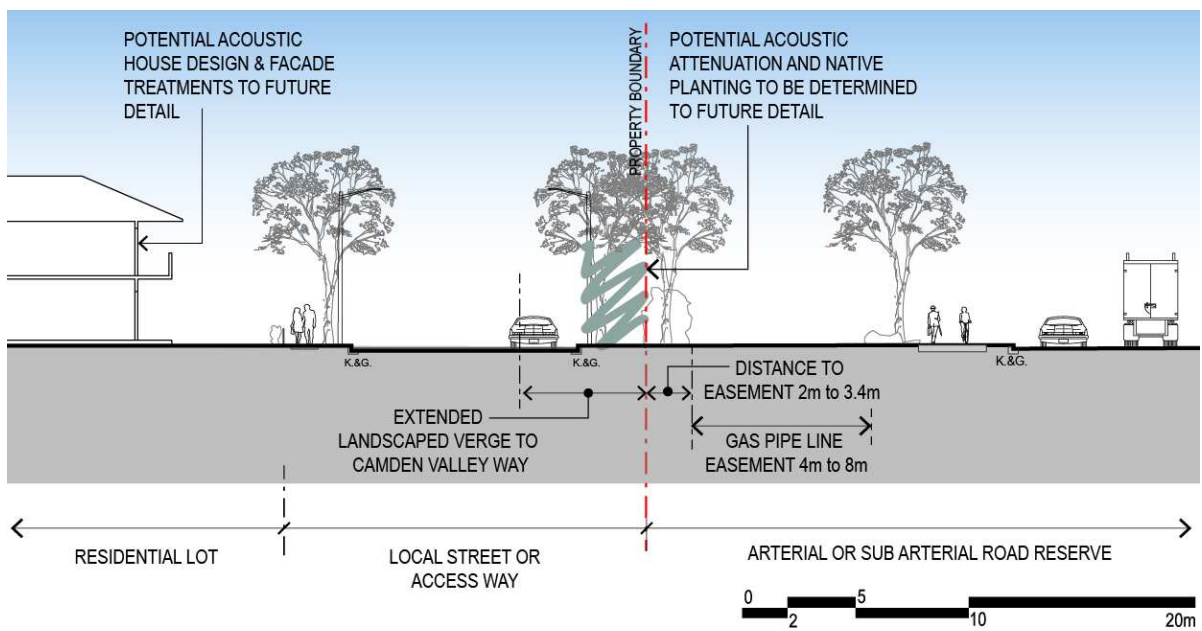 POTENTIAL ACOUSTIC
HOUSE DESIGN & FACADE
TREATMENTS TO FUTURE
DETAIL
PROPERTY BOUNDARY
POTENTIAL ACOUSTIC
ATTENUATION AND NATIVE
PLANTING TO BE DETERMINED
TO FUTURE DETAIL
K.&G.
K.&G.
K.&G.
EXTENDED
LANDSCAPED VERGE TO
CAMDEN VALLEY WAY
DISTANCE TO
EASEMENT 2m to 3.4m
GAS PIPE LINE
EASEMENT 4m to 8m
RESIDENTIAL LOT
LOCAL STREET OR
ACCESS WAY
ARTERIAL OR SUB ARTERIAL ROAD RESERVE
0 5
2 10 20m